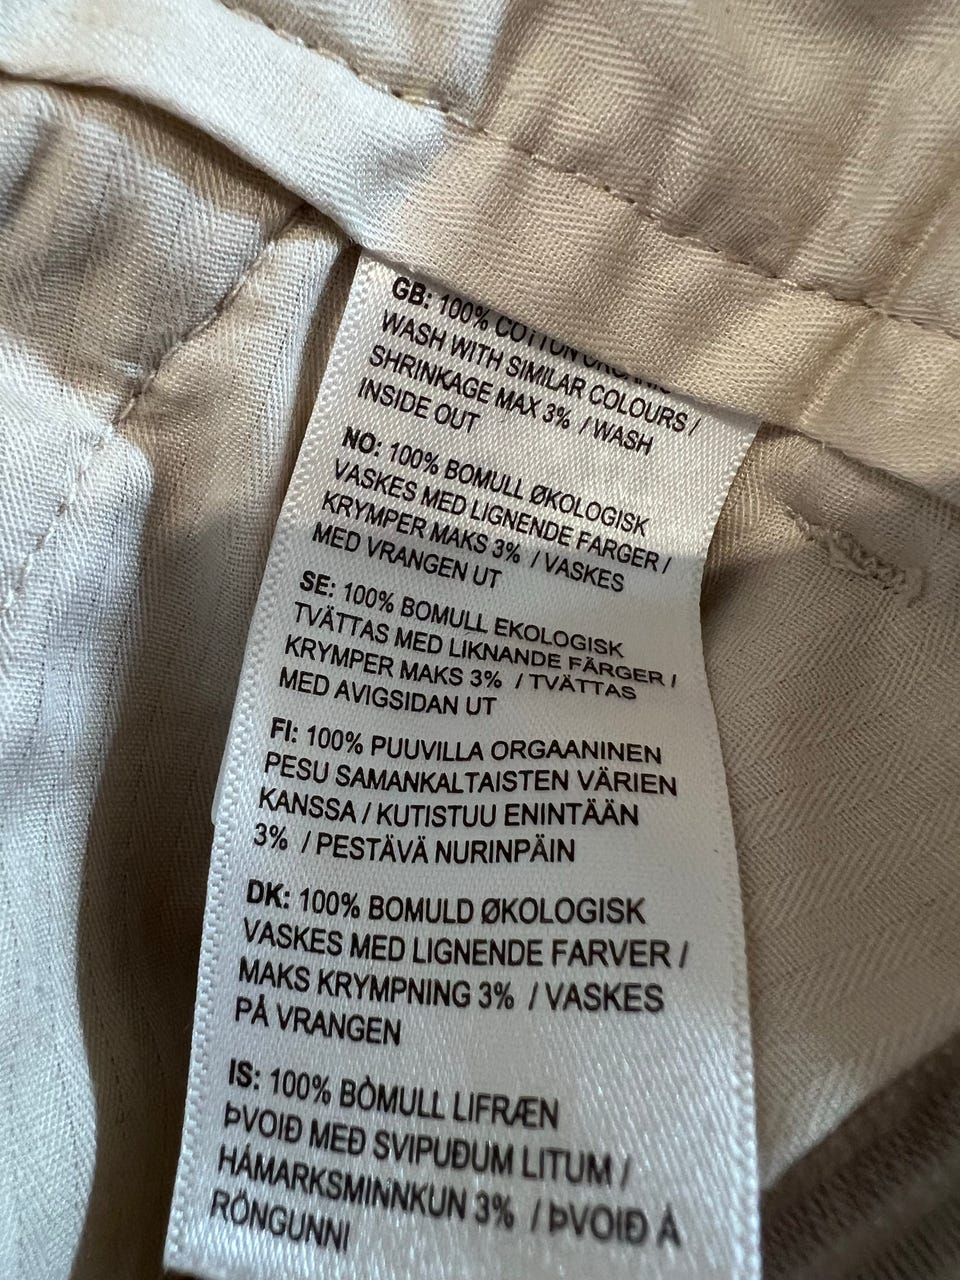 GB: 100% COTTON ORGANIC
WASH WITH SIMILAR COLOURS /
SHRINKAGE MAX 3% / WASH
INSIDE OUT
NO: 100% BOMULL ØKOLOGISK
VASKES MED LIGNENDE FARGER /
KRYMPER MAKS 3% / VASKES
MED VRANGEN UT
SE: 100% BOMULL EKOLOGISK
TVÄTTAS MED LIKNANDE FÄRGER /
KRYMPER MAKS 3% / TVÄTTAS
MED AVIGSIDAN UT
FI: 100% PUUVILLA ORGAANINEN
PESU SAMANKALTAISTEN VÄRIEN
KANSSA / KUTISTUU ENINTÄÄN
3% / PESTÄVÄ NURINPÄIN
DK: 100% BOMULD ØKOLOGISK
VASKES MED LIGNENDE FARVER /
MAKS KRYMPNING 3% / VASKES
PÅ VRANGEN
IS: 100% BÒMULL LIFRÆN
ÞVOIÐ MEÐ SVIPUÐUM LITUM /
HÁMARKSMINNKUN 3% / ÞVOIÐ Á
RÖNGUNNI